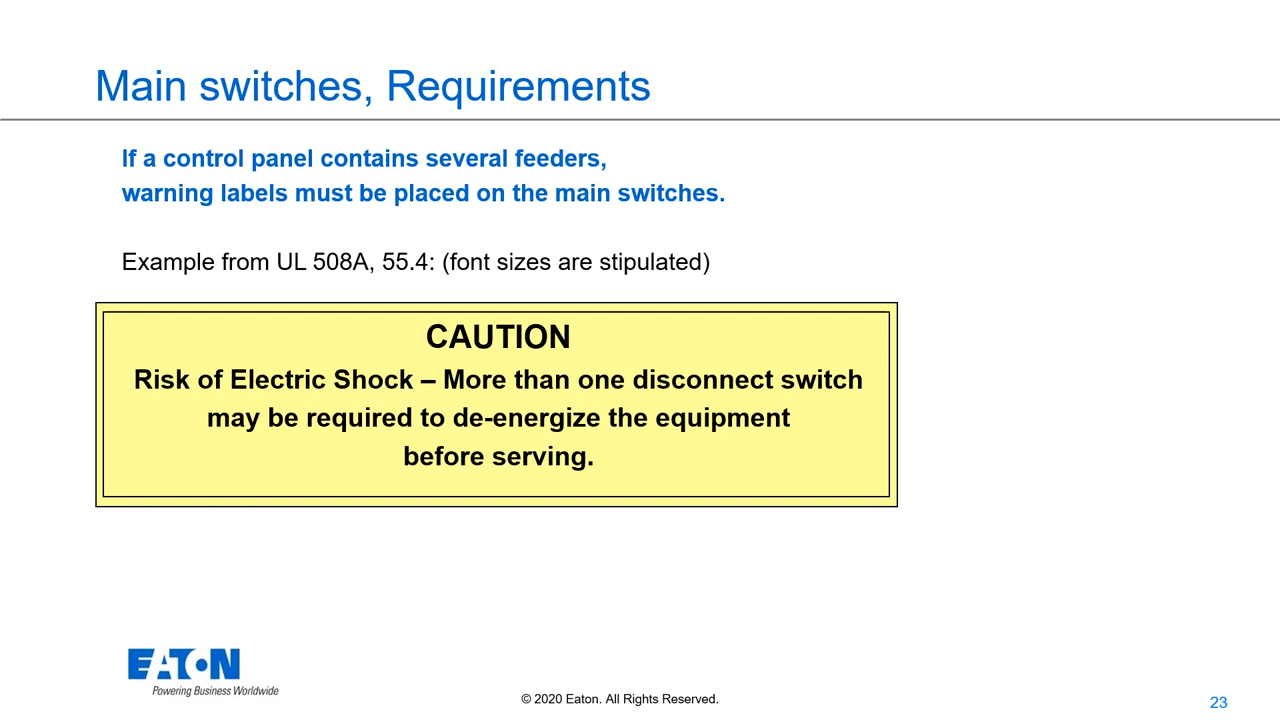 Main switches, Requirements
If a control panel contains several feeders,
warning labels must be placed on the main switches.
Example from UL 508A, 55.4: (font sizes are stipulated)
CAUTION
Risk of Electric Shock – More than one disconnect switch
may be required to de-energize the equipment
before serving.
EATON
Powering Business Worldwide
© 2020 Eaton. All Rights Reserved.
23